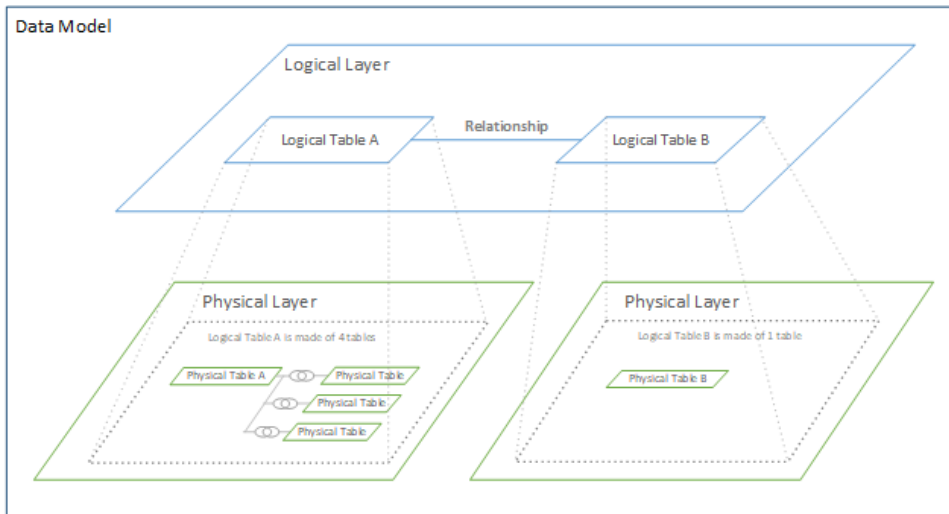 Data Model
Logical Layer
Logical Table A
Relationship
Logical Table B
Physical Layer
Logical Table A is made of 4 tables
Physical Table A
Physical Table
Physical Table
Physical Table
Physical Layer
Logical Table B is made of 1 table
Physical Table B